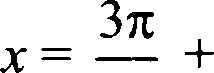 x = 3π/ +